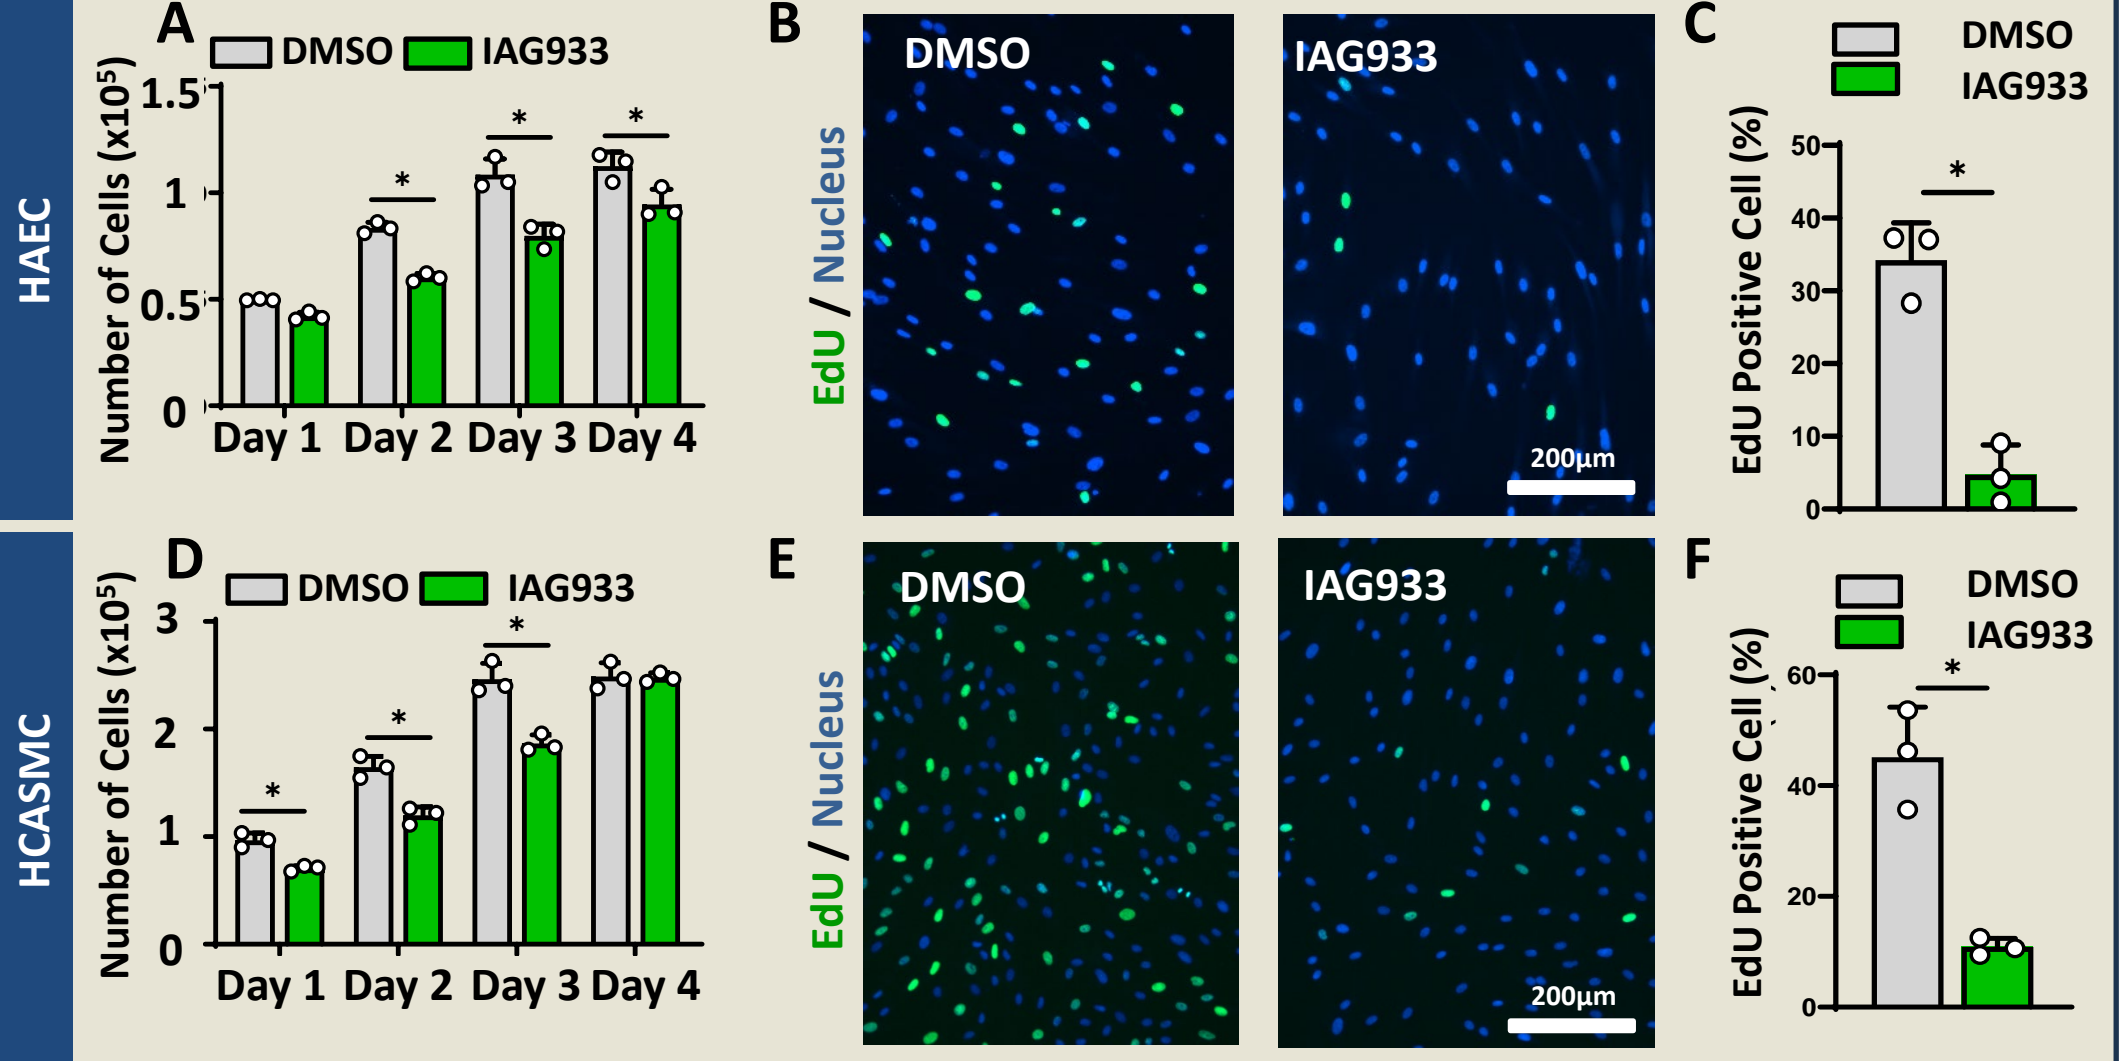 HAEC
A
DMSO IAG933
Number of Cells (x10⁵)
1.5
1
0.5
0
* * *
Day 1 Day 2 Day 3 Day 4
B
EdU / Nucleus
DMSO
IAG933
200µm
C
DMSO
IAG933
EdU Positive Cell (%)
50
40
30
20
10
0
*
HCASMC
D
DMSO IAG933
Number of Cells (x10⁵)
3
2
1
0
* * *
Day 1 Day 2 Day 3 Day 4
E
EdU / Nucleus
DMSO
IAG933
200µm
F
DMSO
IAG933
EdU Positive Cell (%)
60
40
20
0
*